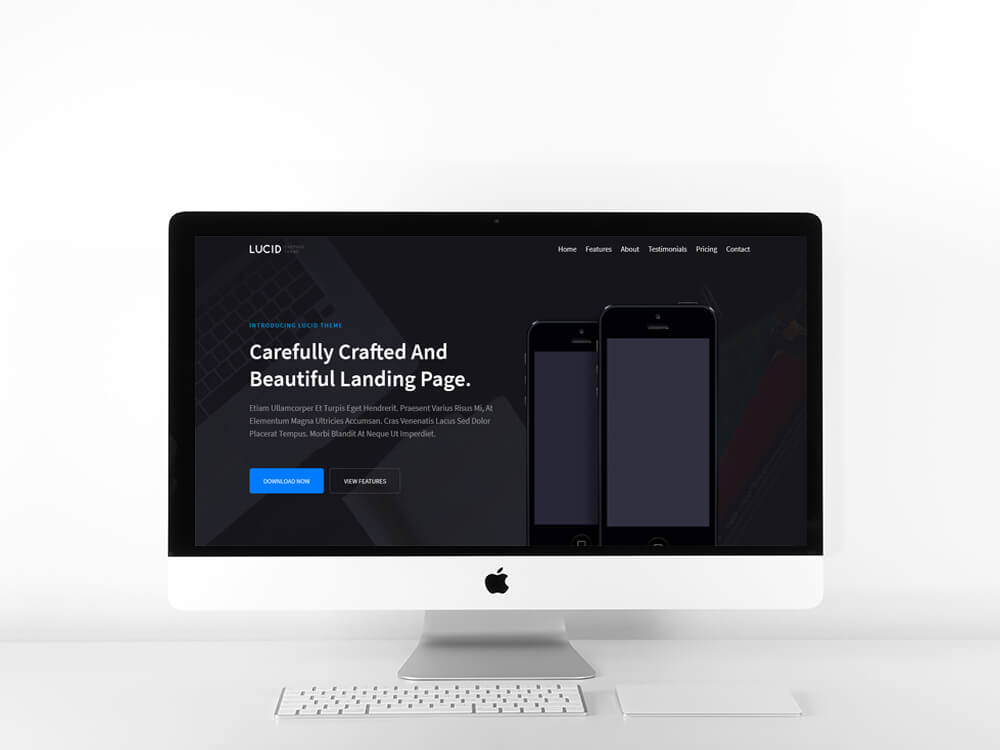 LUCID
Home Features About Testimonials Pricing Contact
INTRODUCING LUCID THEME
Carefully Crafted And
Beautiful Landing Page.
Etiam Ullamcorper Et Turpis Eget Hendrerit. Praesent Varius Risus Mi, At
Elementum Magna Ultricies Accumsan. Cras Venenatis Lacus Sed Dolor
Placerat Tempus. Morbi Blandit At Neque Ut Imperdiet.
DOWNLOAD NOW VIEW FEATURES